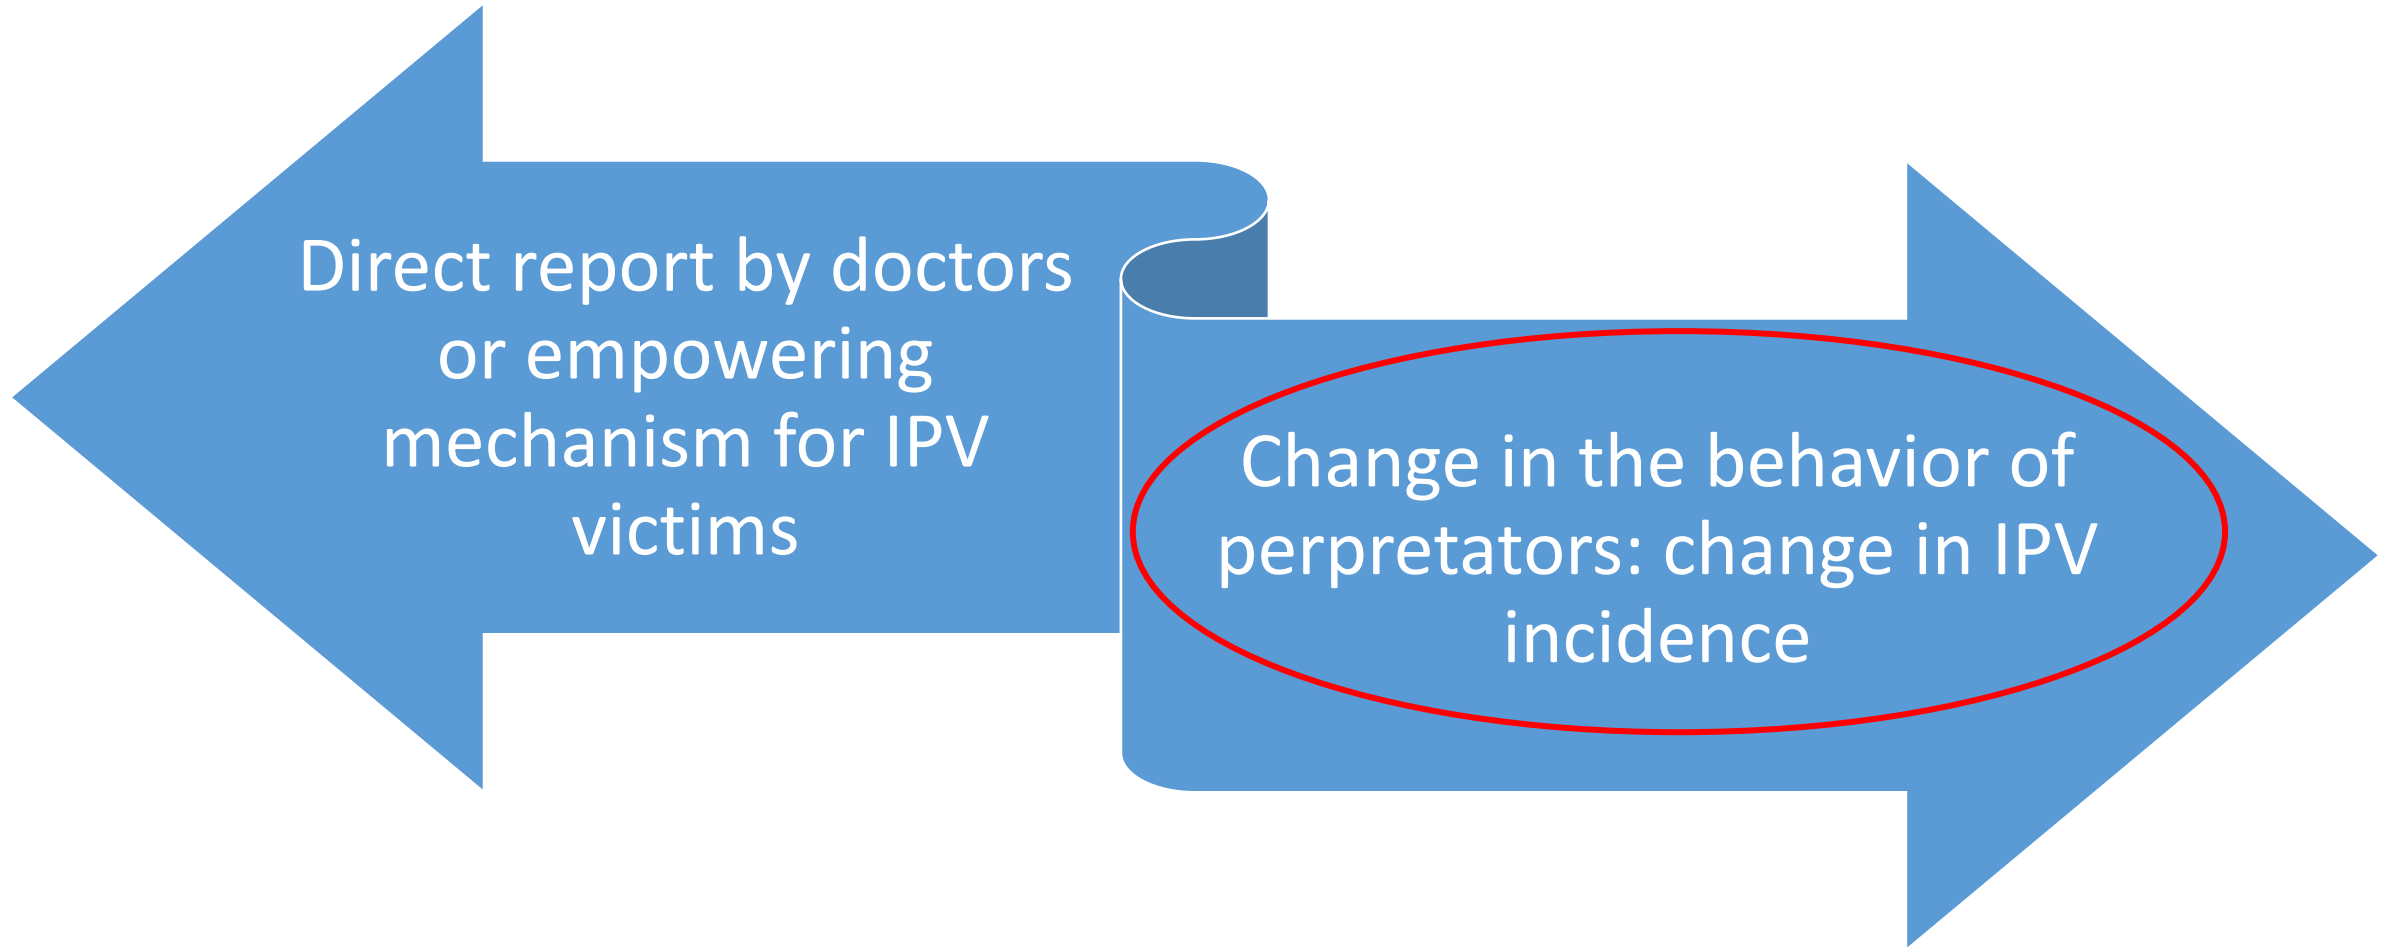 Direct report by doctors
or empowering
mechanism for IPV
victims
Change in the behavior of
perpretators: change in IPV
incidence